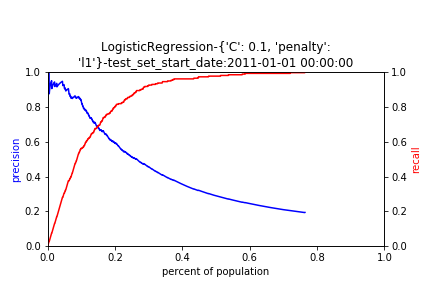 LogisticRegression-{'C': 0.1, 'penalty':
'l1'}-test_set_start_date:2011-01-01 00:00:00
1.0 1.0
0.8 0.8
0.6 0.6
precision recall
0.4 0.4
0.2 0.2
0.0 0.0
0.0 0.2 0.4 0.6 0.8 1.0
percent of population